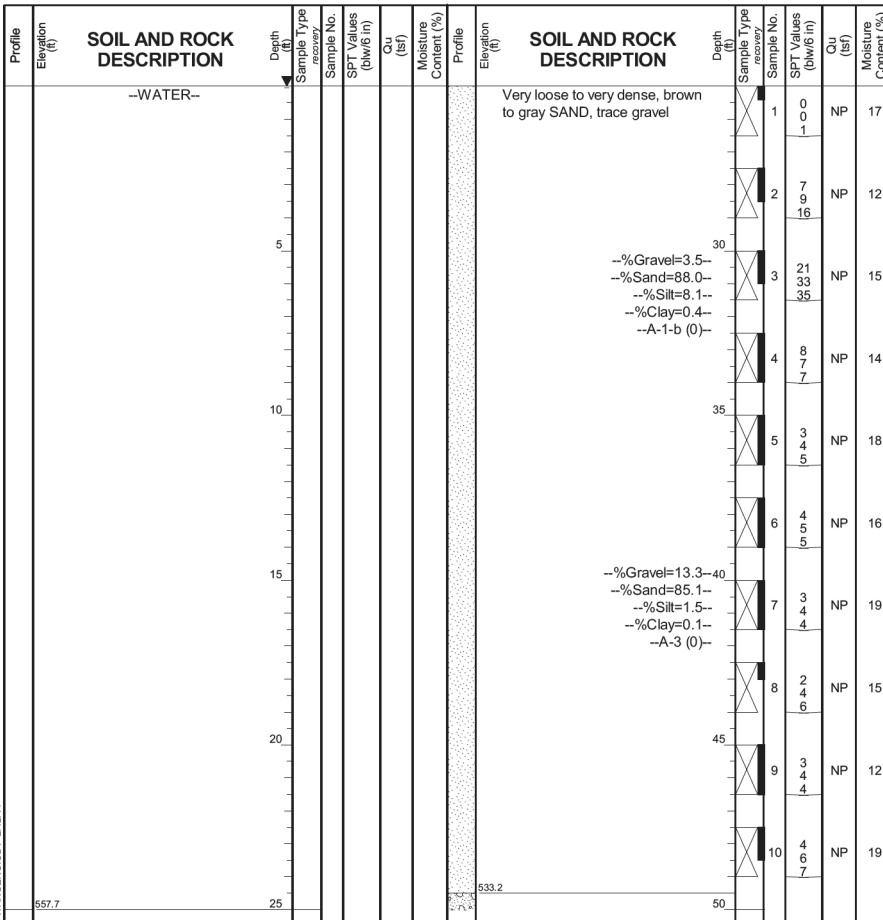 Profile
Elevation
(ft)
SOIL AND ROCK
DESCRIPTION
Depth
(ft)
Sample Type
recovery
Sample No.
SPT Values
(blw/6 in)
Qu
(tsf)
Moisture
Content (%)
--WATER--
5
10
15
20
557.7
25
Profile
Elevation
(ft)
SOIL AND ROCK
DESCRIPTION
Depth
(ft)
Sample Type
recovery
Sample No.
SPT Values
(blw/6 in)
Qu
(tsf)
Moisture
Content (%)
Very loose to very dense, brown
to gray SAND, trace gravel
1
0
0
1
NP
17
2
7
9
16
NP
12
30
--%Gravel=3.5--
--%Sand=88.0--
--%Silt=8.1--
--%Clay=0.4--
--A-1-b (0)--
3
21
33
35
NP
15
4
8
7
7
NP
14
35
5
3
4
5
NP
18
6
4
5
5
NP
16
--%Gravel=13.3--
40
--%Sand=85.1--
--%Silt=1.5--
--%Clay=0.1--
--A-3 (0)--
7
3
4
4
NP
19
8
2
4
6
NP
15
45
9
3
4
4
NP
12
10
4
6
7
NP
19
533.2
50